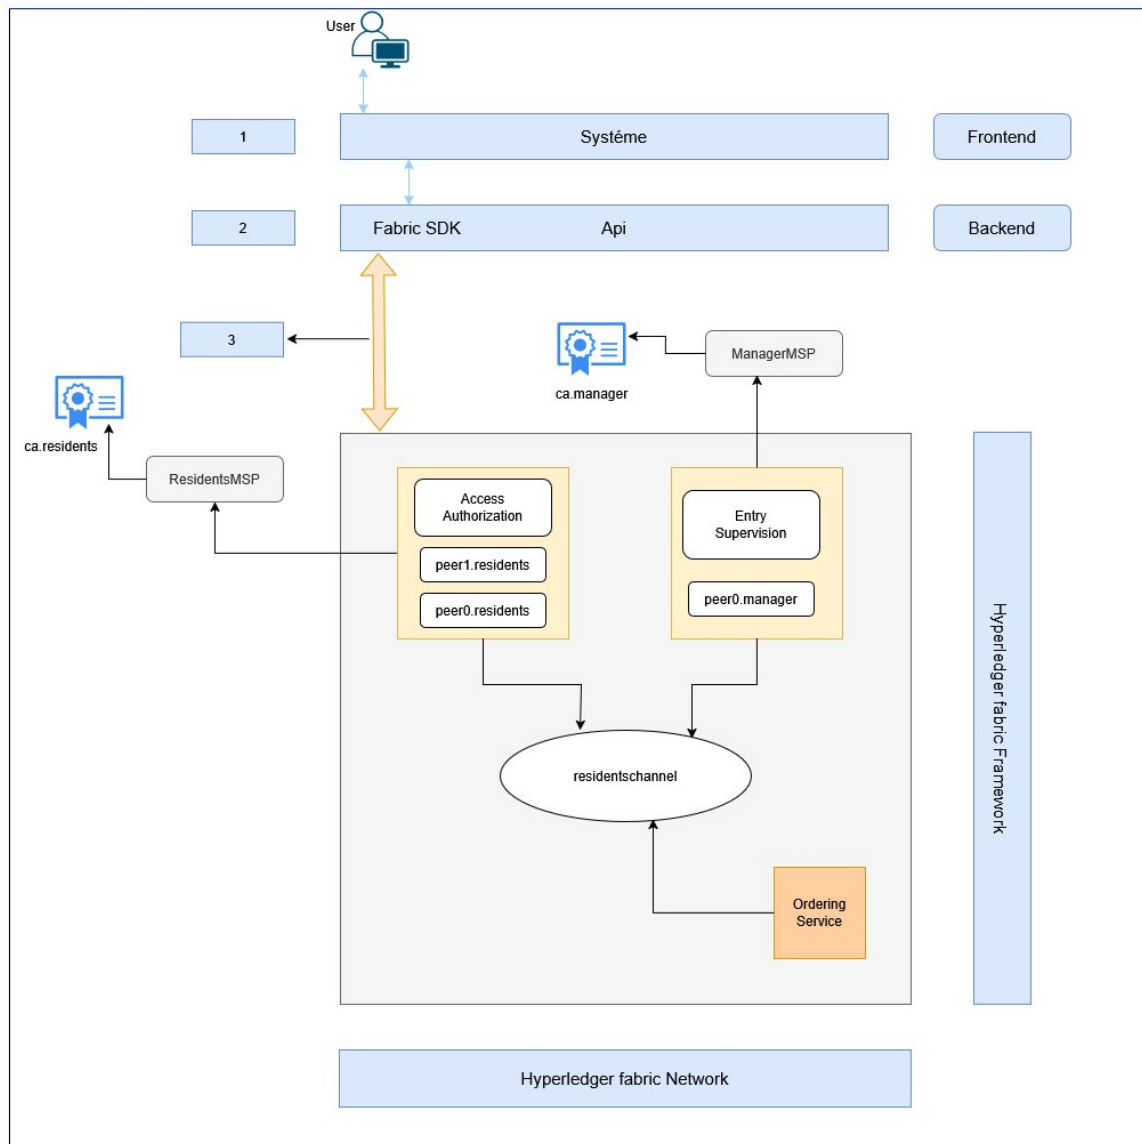 User
1
Systéme
Frontend
2
Fabric SDK
Api
Backend
3
ManagerMSP
ca.manager
ca.residents
ResidentsMSP
Access
Authorization
peer1.residents
peer0.residents
Entry
Supervision
peer0.manager
residentschannel
Ordering
Service
Hyperledger fabric Framework
Hyperledger fabric Network